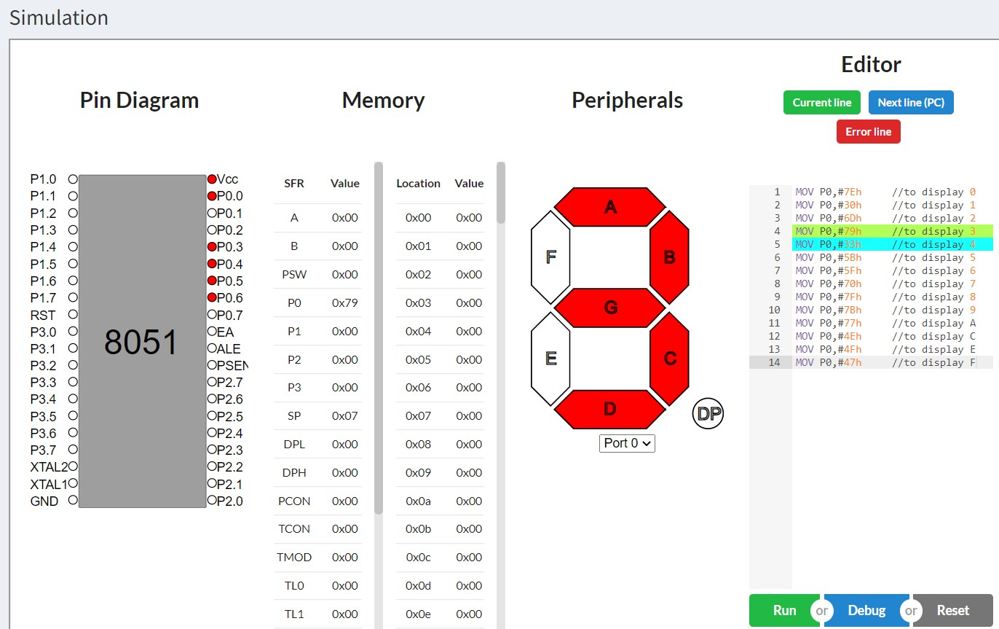 Simulation
Pin Diagram
P1.0 Vcc
P1.1 P0.0
P1.2 P0.1
P1.3 P0.2
P1.4 P0.3
P1.5 P0.4
P1.6 P0.5
P1.7 P0.6
RST P0.7
P3.0 EA
P3.1 ALE
P3.2 PSEN
P3.3 P2.7
P3.4 P2.6
P3.5 P2.5
P3.6 P2.4
P3.7 P2.3
XTAL2 P2.2
XTAL1 P2.1
GND P2.0
8051
Memory
SFR Value
A 0x00
B 0x00
PSW 0x00
P0 0x79
P1 0x00
P2 0x00
P3 0x00
SP 0x07
DPL 0x00
DPH 0x00
PCON 0x00
TCON 0x00
TMOD 0x00
TL0 0x00
TL1 0x00
Location Value
0x00 0x00
0x01 0x00
0x02 0x00
0x03 0x00
0x04 0x00
0x05 0x00
0x06 0x00
0x07 0x00
0x08 0x00
0x09 0x00
0x0a 0x00
0x0b 0x00
0x0c 0x00
0x0d 0x00
0x0e 0x00
Peripherals
A
F B
G
E C
D
DP
Port 0
Editor
Current line Next line (PC)
Error line
1 MOV P0,#7Eh //to display 0
2 MOV P0,#30h //to display 1
3 MOV P0,#6Dh //to display 2
4 MOV P0,#79h //to display 3
5 MOV P0,#33h //to display 4
6 MOV P0,#5Bh //to display 5
7 MOV P0,#5Fh //to display 6
8 MOV P0,#70h //to display 7
9 MOV P0,#7Fh //to display 8
10 MOV P0,#7Bh //to display 9
11 MOV P0,#77h //to display A
12 MOV P0,#4Eh //to display C
13 MOV P0,#4Fh //to display E
14 MOV P0,#47h //to display F
Run or Debug or Reset